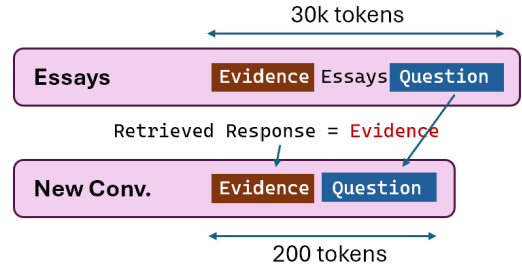 30k tokens
Essays Evidence Essays Question
Retrieved Response = Evidence
New Conv. Evidence Question
200 tokens